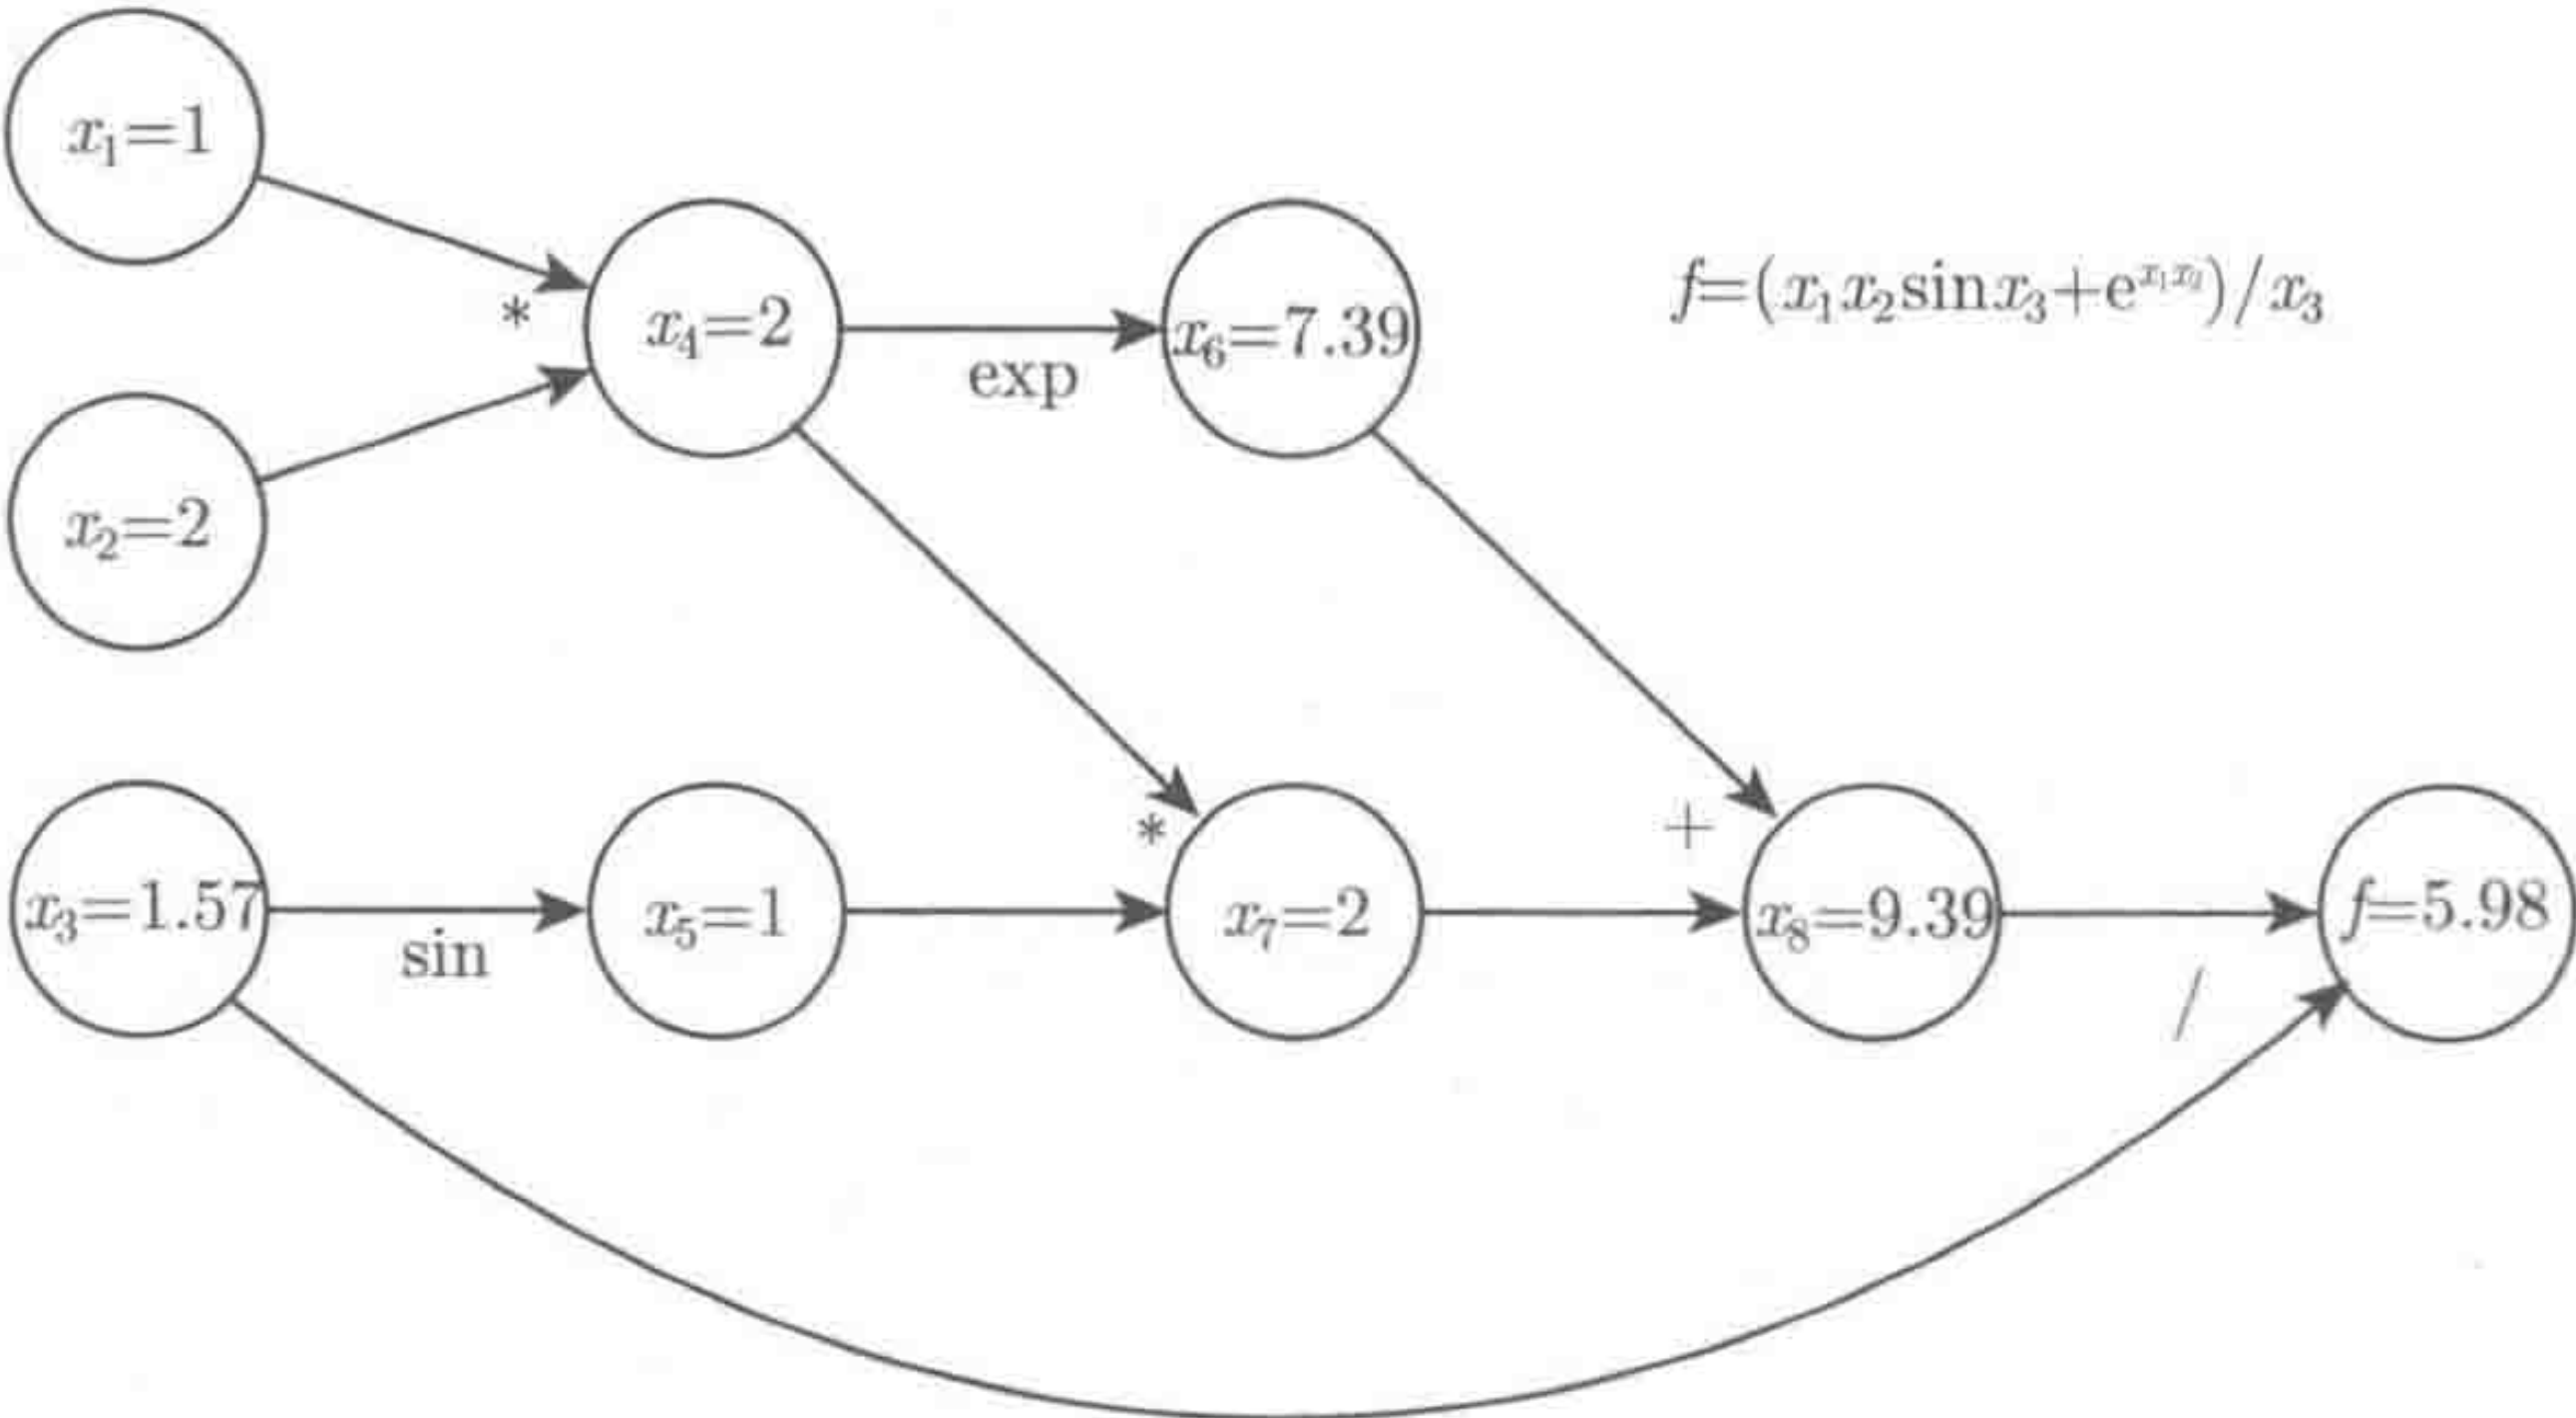 x₁=1
*
x₄=2
exp
x₆=7.39
f=(x₁x₂sinx₃+e^{x₁x₂})/x₃
x₂=2
x₃=1.57
sin
x₅=1
*
x₇=2
+
x₈=9.39
/
f=5.98